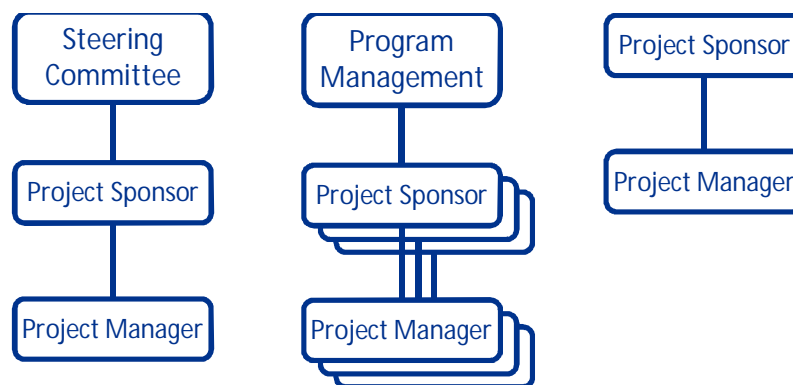 Steering
Committee
Project Sponsor
Project Manager
Program
Management
Project Sponsor
Project Manager
Project Sponsor
Project Manager